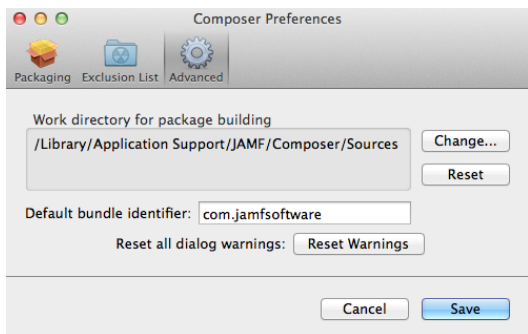 Composer Preferences
Packaging Exclusion List Advanced
Work directory for package building
/Library/Application Support/JAMF/Composer/Sources
Change...
Reset
Default bundle identifier: com.jamfsoftware
Reset all dialog warnings: Reset Warnings
Cancel Save